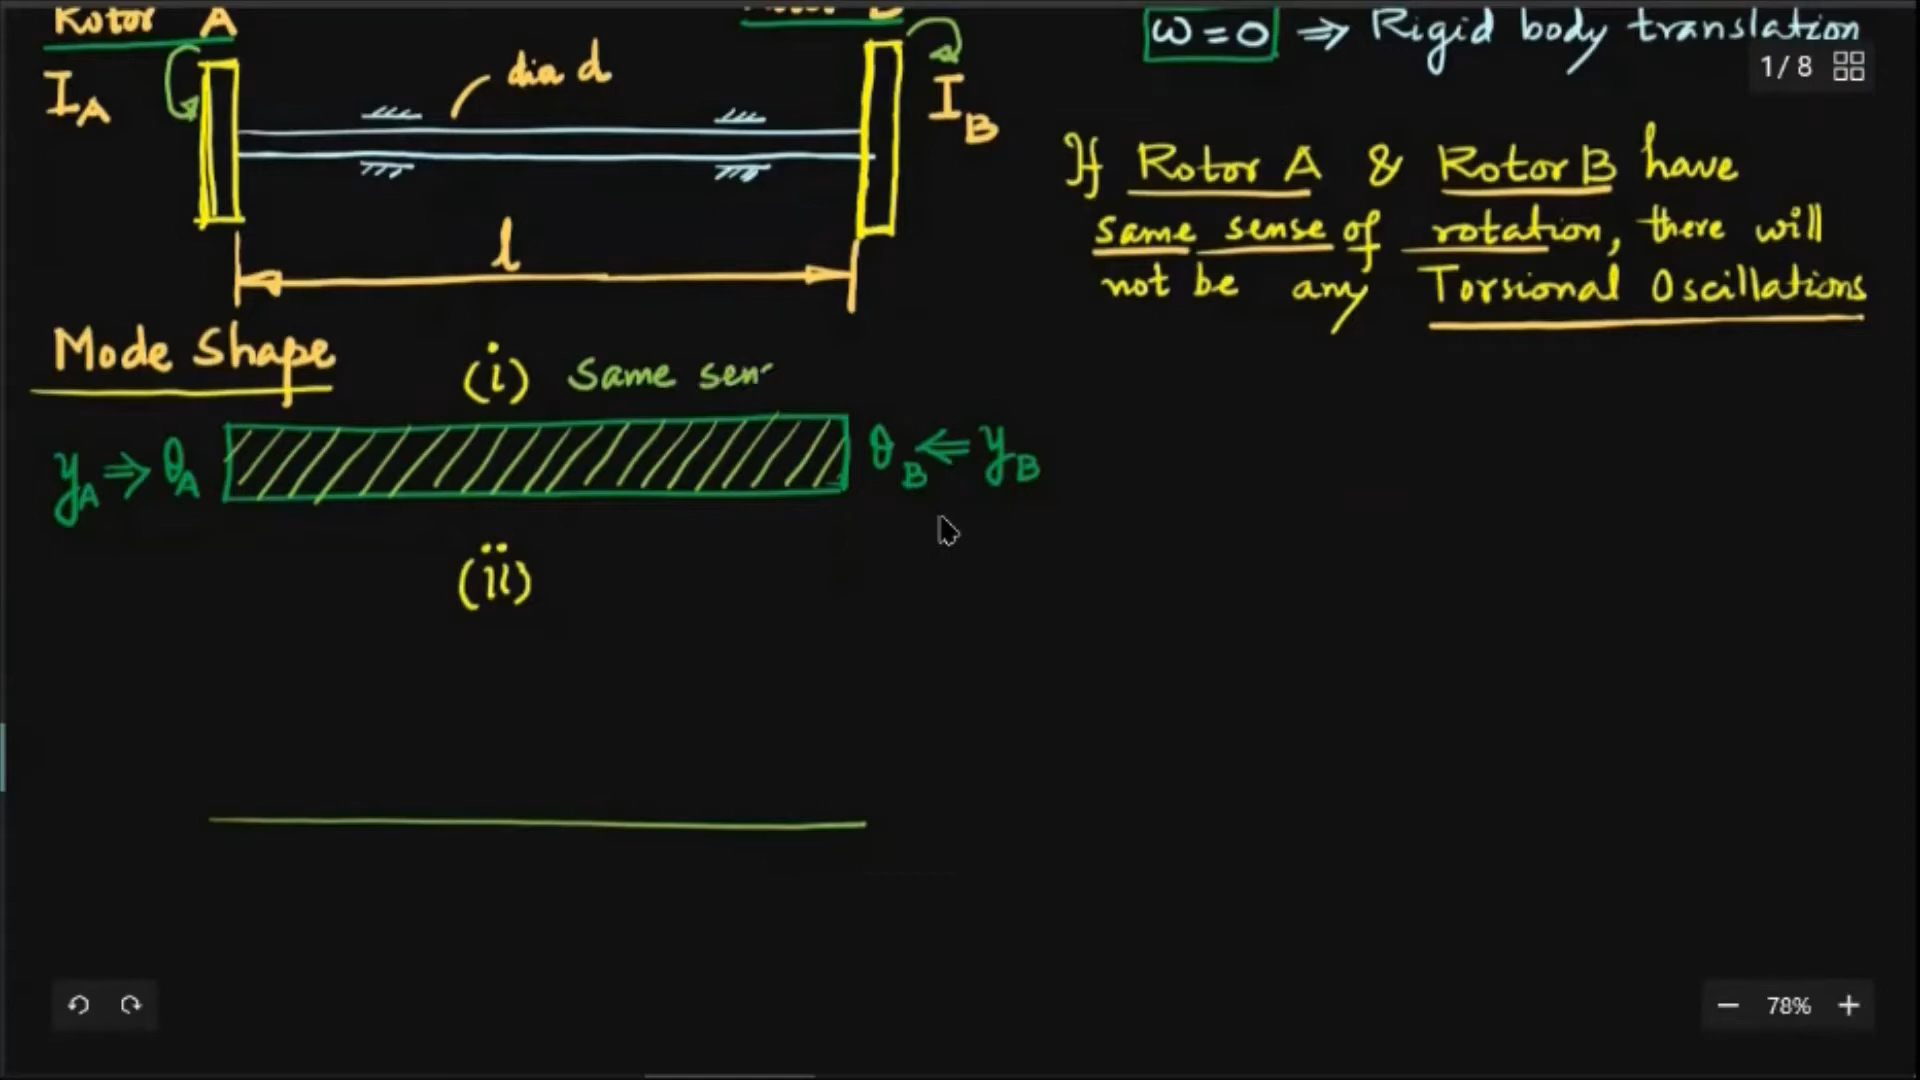 Rotor A
ω = 0 ⇒ Rigid body translation
1 / 8
dia d
I_A
I_B
If Rotor A & Rotor B have
same sense of rotation, there will
not be any Torsional Oscillations
l
Mode Shape
(i) Same sen
y_A ⇒ θ_A
θ_B ⇐ y_B
(ii)
78%